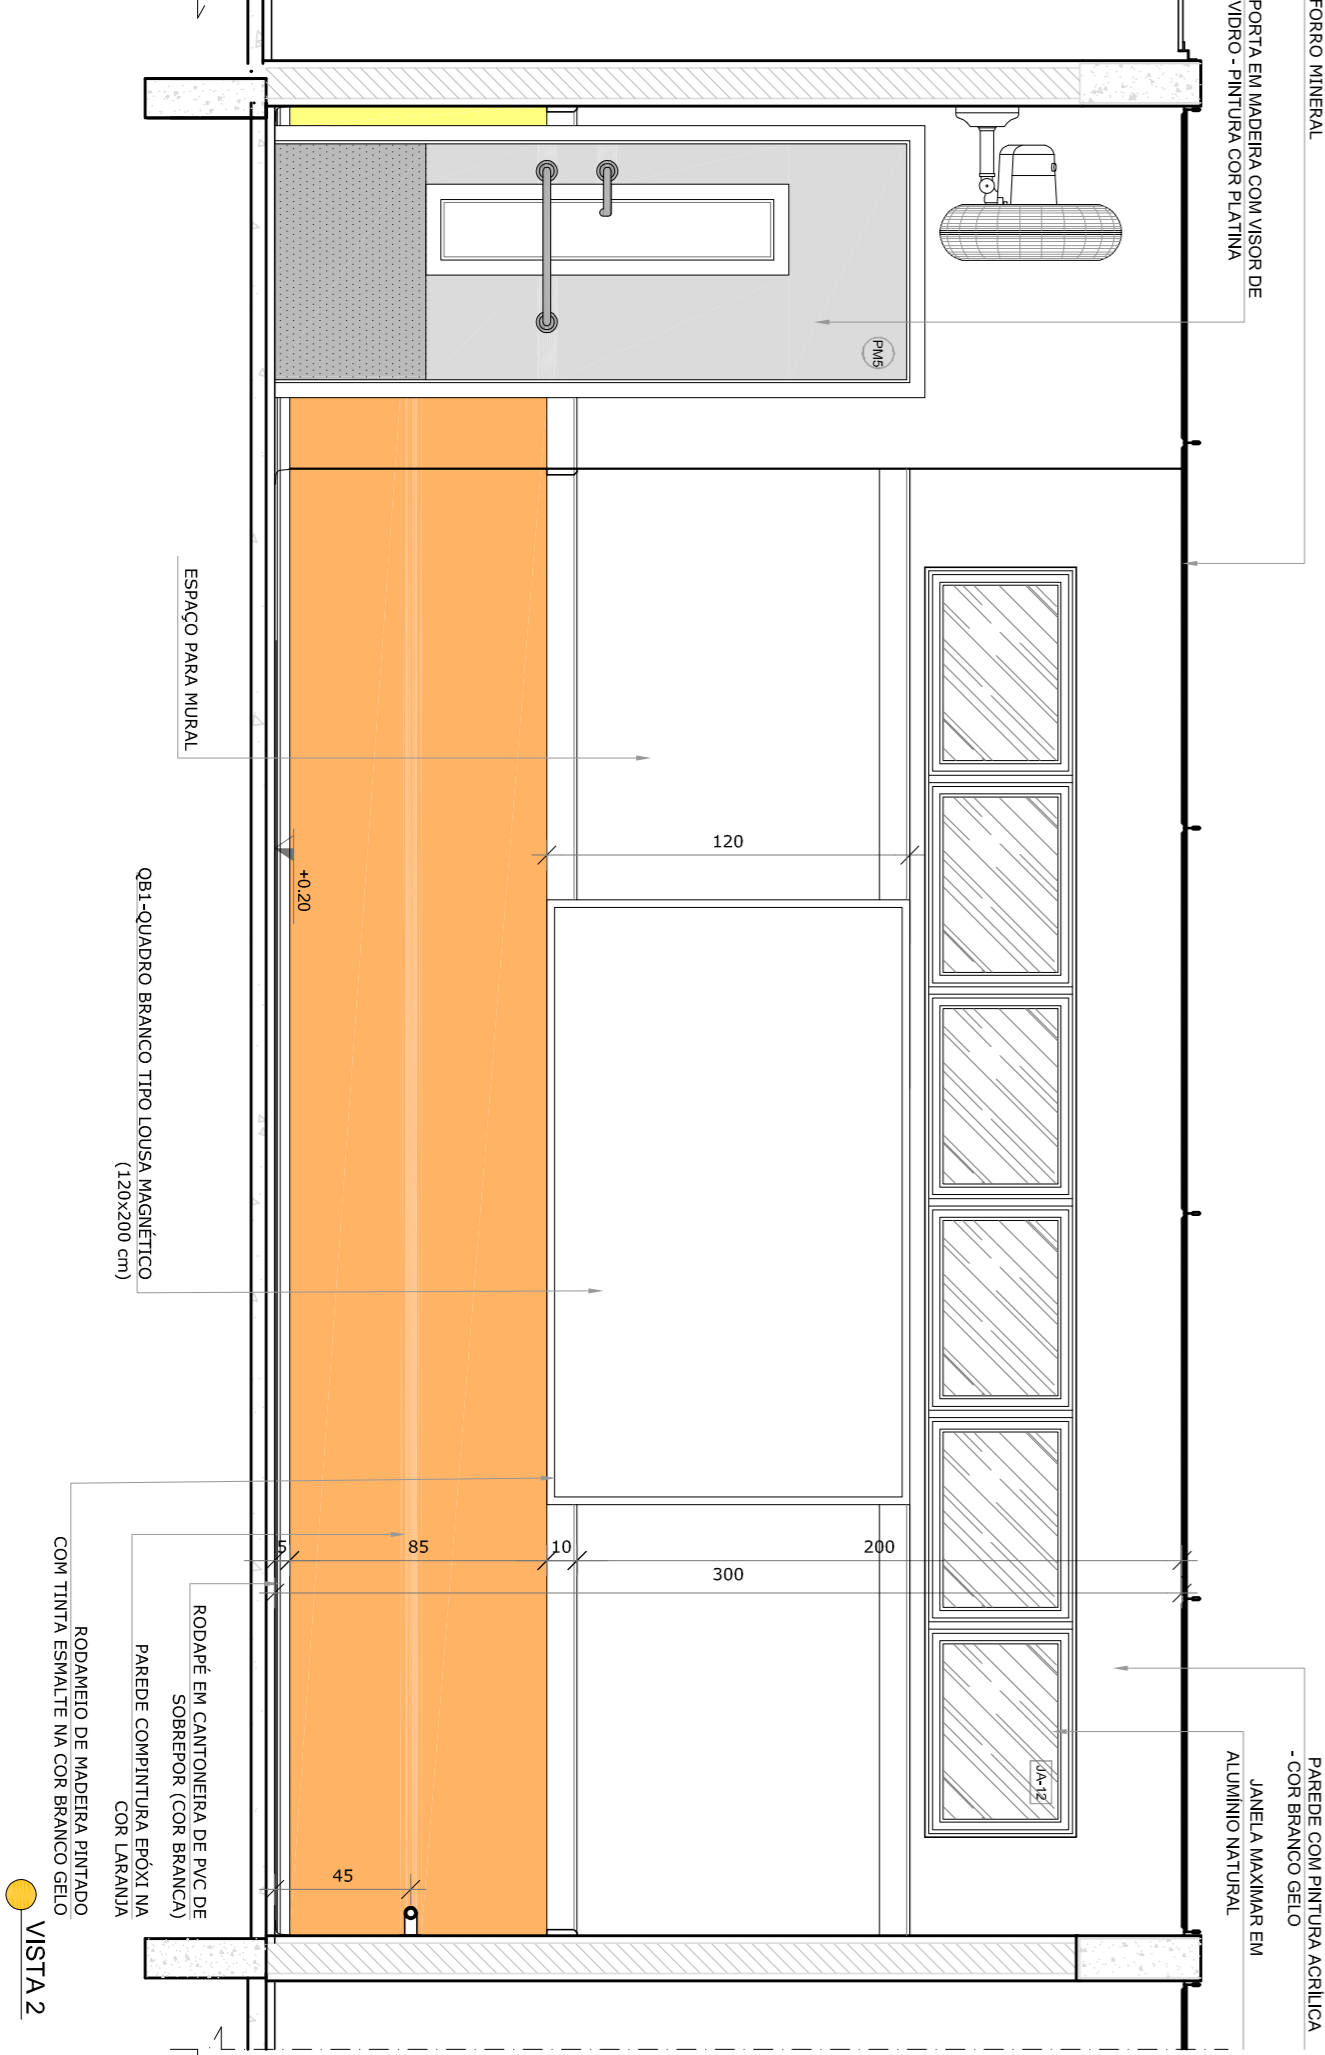 FORRO MINERAL
PORTA EM MADEIRA COM VISOR DE
VIDRO - PINTURA COR PLATINA
PAREDE COM PINTURA ACRÍLICA
- COR BRANCO GELO
JANELA MAXIMAR EM
ALUMÍNIO NATURAL
PM5
JA-12
120
5
85
10
200
300
45
+0.20
ESPAÇO PARA MURAL
QB1-QUADRO BRANCO TIPO LOUSA MAGNÉTICO
(120x200 cm)
RODAPÉ EM CANTONEIRA DE PVC DE
SOBREPOR (COR BRANCA)
PAREDE COMPINTURA EPÓXI NA
COR LARANJA
RODAMEIO DE MADEIRA PINTADO
COM TINTA ESMALTE NA COR BRANCO GELO
VISTA 2